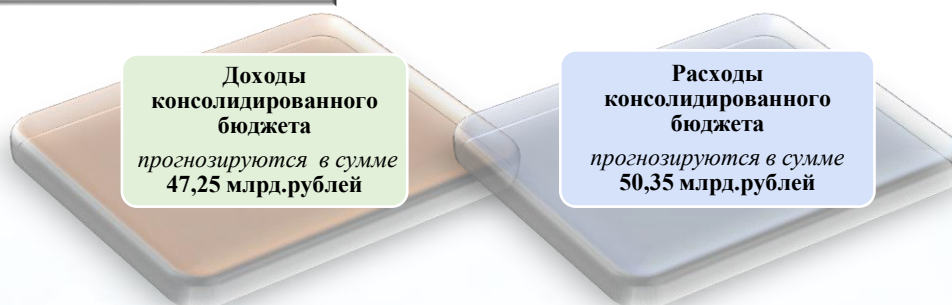 Доходы
консолидированного
бюджета
прогнозируются в сумме
47,25 млрд.рублей
Расходы
консолидированного
бюджета
прогнозируются в сумме
50,35 млрд.рублей